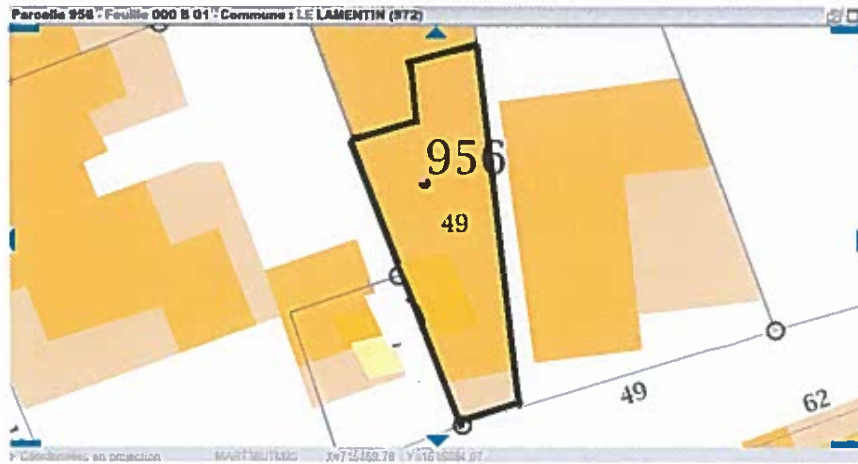 Parcelle 956 - Feuille 000 B 01 - Commune : LE LAMENTIN (972)
956
49
49
62
Coordonnées en projection